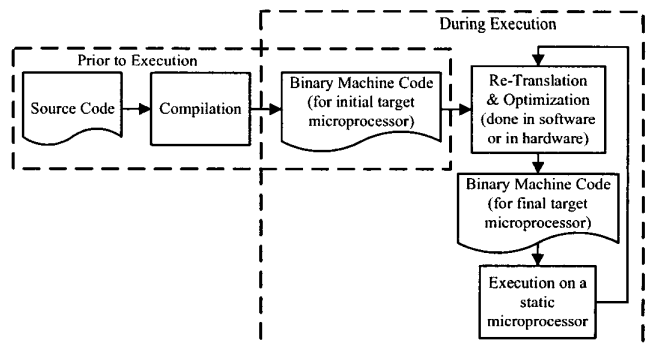 During Execution
Prior to Execution
Source Code
Compilation
Binary Machine Code
(for initial target
microprocessor)
Re-Translation
& Optimization
(done in software
or in hardware)
Binary Machine Code
(for final target
microprocessor)
Execution on a
static
microprocessor